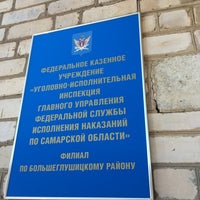 ФЕДЕРАЛЬНОЕ КАЗЕННОЕ
УЧРЕЖДЕНИЕ
"УГОЛОВНО-ИСПОЛНИТЕЛЬНАЯ
ИНСПЕКЦИЯ
ГЛАВНОГО УПРАВЛЕНИЯ
ФЕДЕРАЛЬНОЙ СЛУЖБЫ
ИСПОЛНЕНИЯ НАКАЗАНИЙ
ПО САМАРСКОЙ ОБЛАСТИ"
ФИЛИАЛ
ПО БОЛЬШЕГЛУШИЦКОМУ РАЙОНУ